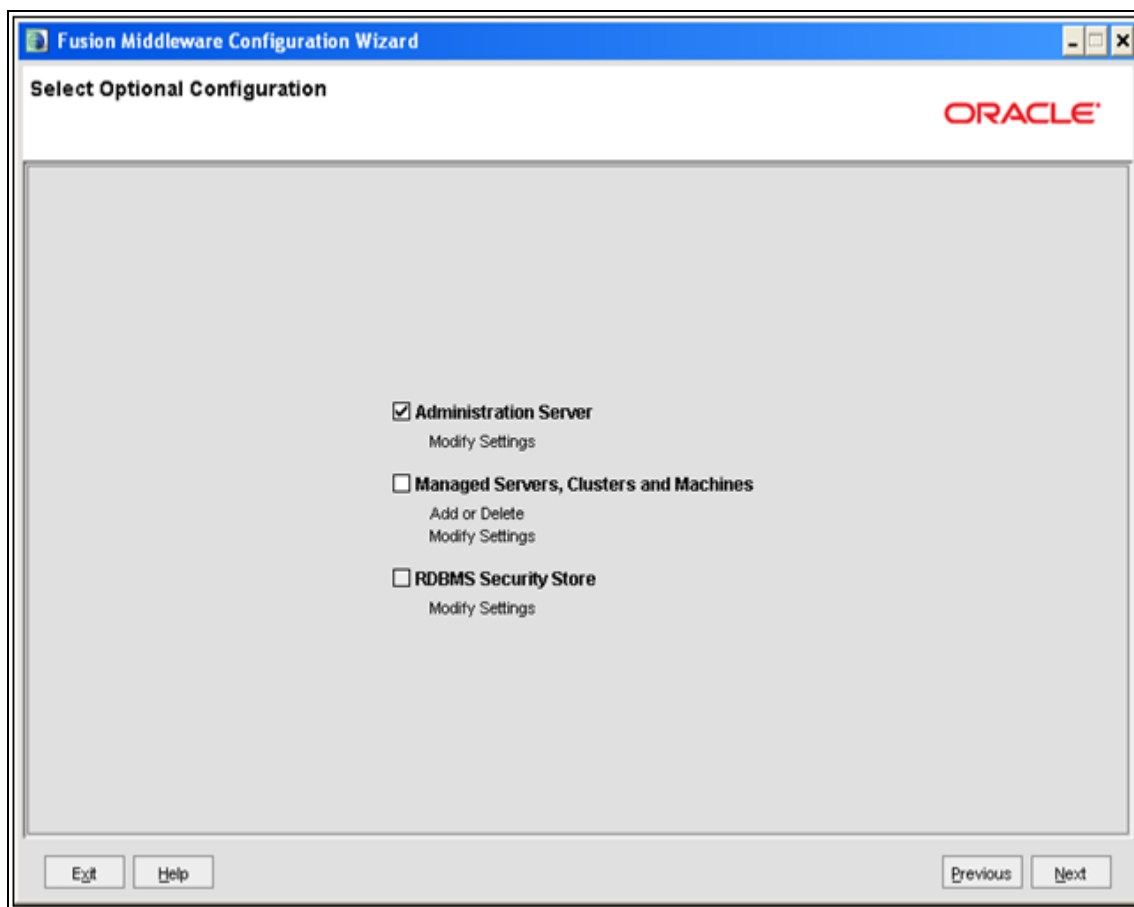 Fusion Middleware Configuration Wizard
Select Optional Configuration
ORACLE
Administration Server
Modify Settings
Managed Servers, Clusters and Machines
Add or Delete
Modify Settings
RDBMS Security Store
Modify Settings
Exit Help Previous Next